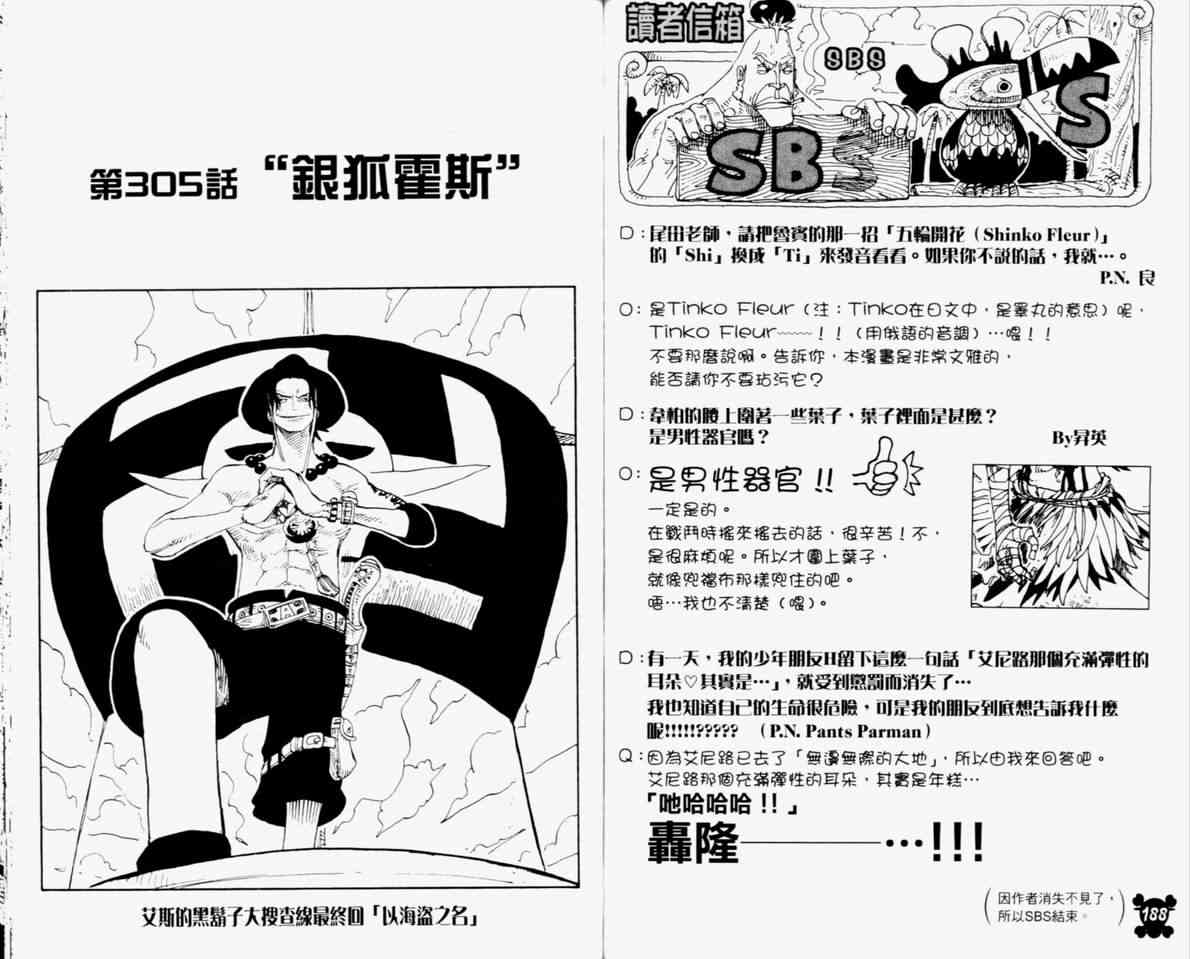 讀者信箱
SBS
SBS
S
D：尾田老師，請把魯賓的那一招「五輪開花（Shinko Fleur）」
的「Shi」換成「Ti」來發音看看。如果你不說的話，我就…。
P.N. 良
O：是Tinko Fleur（注：Tinko在日文中，是睪丸的意思）呢，
Tinko Fleur~~~！！（用俄語的音調）…喂！！
不要那麼說啊。告訴你，本漫畫是非常文雅的，
能否請你不要玷污它？
D：韋帕的腰上圍著一些葉子，葉子裡面是甚麼？
是男性器官嗎？
By昇英
O：是男性器官!!
一定是的。
在戰鬥時搖來搖去的話，很辛苦！不，
是很麻煩呢。所以才圍上葉子，
就像兜襠布那樣兜住的吧。
唔…我也不清楚（喂）。
D：有一天，我的少年朋友H留下這麼一句話「艾尼路那個充滿彈性的
耳朵♡其實是…」，就受到懲罰而消失了…
我也知道自己的生命很危險，可是我的朋友到底想告訴我什麼
呢!!!!!?????　（P.N. Pants Parman）
Q：因為艾尼路已去了「無邊無際的大地」，所以由我來回答吧。
艾尼路那個充滿彈性的耳朵，其實是年糕…
「吔哈哈哈!!」
轟隆————…!!!
（因作者消失不見了，
所以SBS結束。）
188
第305話 “銀狐霍斯”
A
艾斯的黑鬍子大搜查線最終回「以海盜之名」